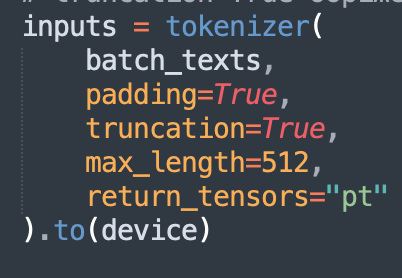 inputs = tokenizer(
    batch_texts,
    padding=True,
    truncation=True,
    max_length=512,
    return_tensors="pt"
).to(device)